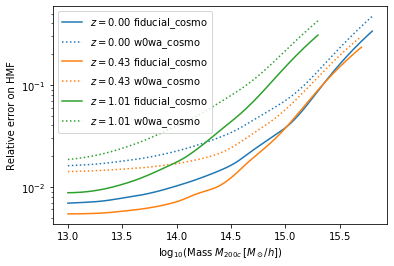 z = 0.00 fiducial_cosmo
z = 0.00 w0wa_cosmo
z = 0.43 fiducial_cosmo
z = 0.43 w0wa_cosmo
z = 1.01 fiducial_cosmo
z = 1.01 w0wa_cosmo
Relative error on HMF
10⁻¹
10⁻²
13.0 13.5 14.0 14.5 15.0 15.5
log₁₀(Mass M₂₀₀c [M⊙/h])